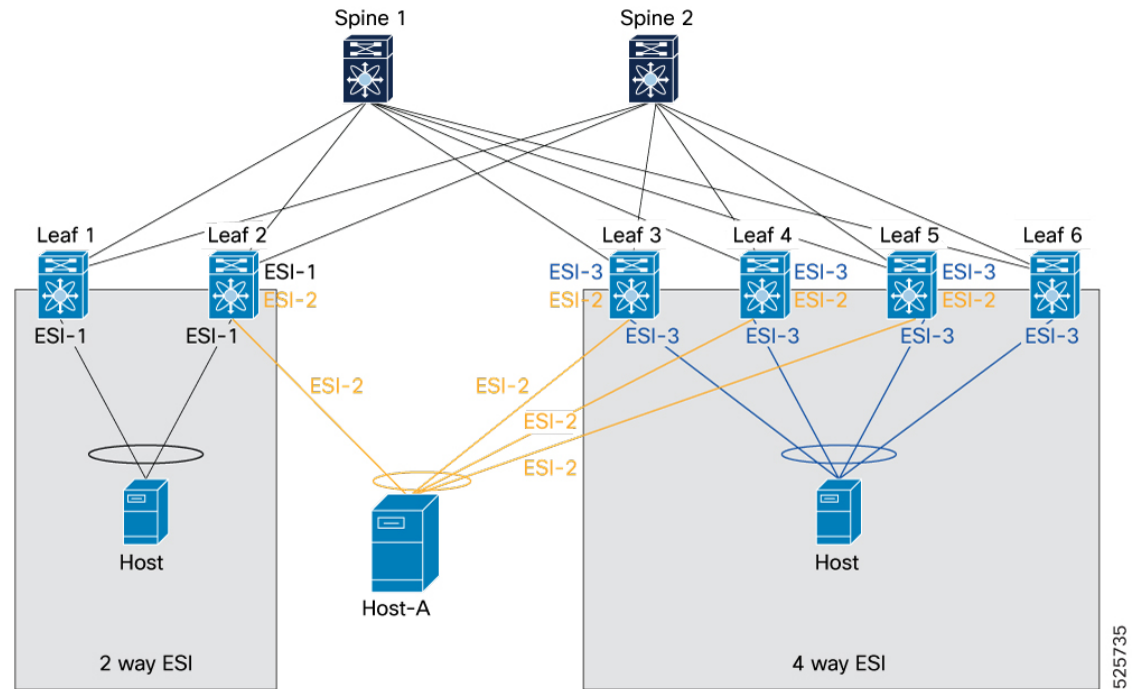 Spine 1
Spine 2
Leaf 1
Leaf 2
Leaf 3
Leaf 4
Leaf 5
Leaf 6
ESI-1
ESI-2
ESI-3
ESI-2
ESI-3
ESI-2
ESI-3
ESI-2
ESI-1
ESI-1
ESI-3
ESI-3
ESI-3
ESI-3
ESI-2
ESI-2
ESI-2
ESI-2
Host
Host-A
Host
2 way ESI
4 way ESI
525735